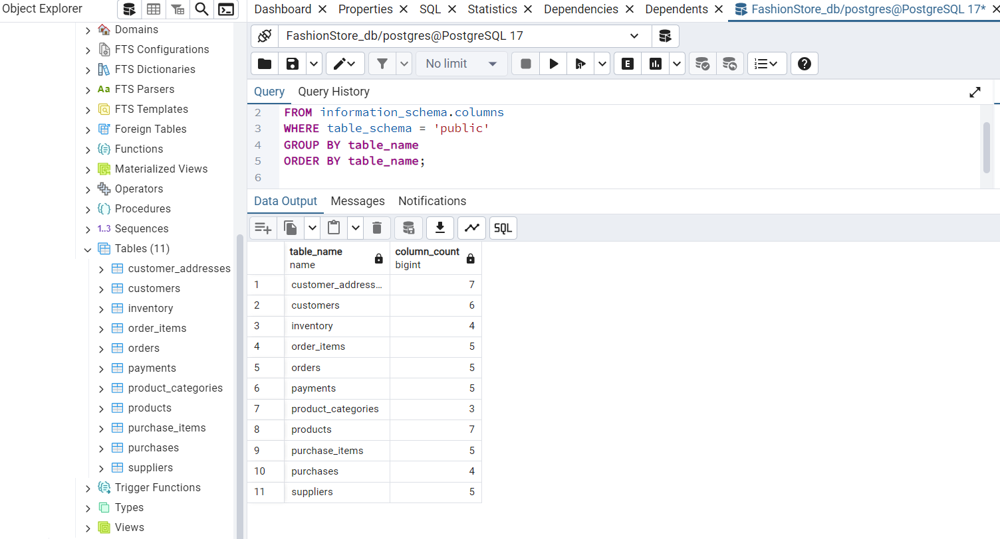 Object Explorer
Dashboard Properties SQL Statistics Dependencies Dependents FashionStore_db/postgres@PostgreSQL 17*
FashionStore_db/postgres@PostgreSQL 17
No limit
E
Query Query History
2 FROM information_schema.columns
3 WHERE table_schema = 'public'
4 GROUP BY table_name
5 ORDER BY table_name;
6
Data Output Messages Notifications
SQL
table_name column_count
name bigint
1 customer_address... 7
2 customers 6
3 inventory 4
4 order_items 5
5 orders 5
6 payments 5
7 product_categories 3
8 products 7
9 purchase_items 5
10 purchases 4
11 suppliers 5
Domains
FTS Configurations
FTS Dictionaries
Aa FTS Parsers
FTS Templates
Foreign Tables
Functions
Materialized Views
Operators
Procedures
1..3 Sequences
Tables (11)
customer_addresses
customers
inventory
order_items
orders
payments
product_categories
products
purchase_items
purchases
suppliers
Trigger Functions
Types
Views